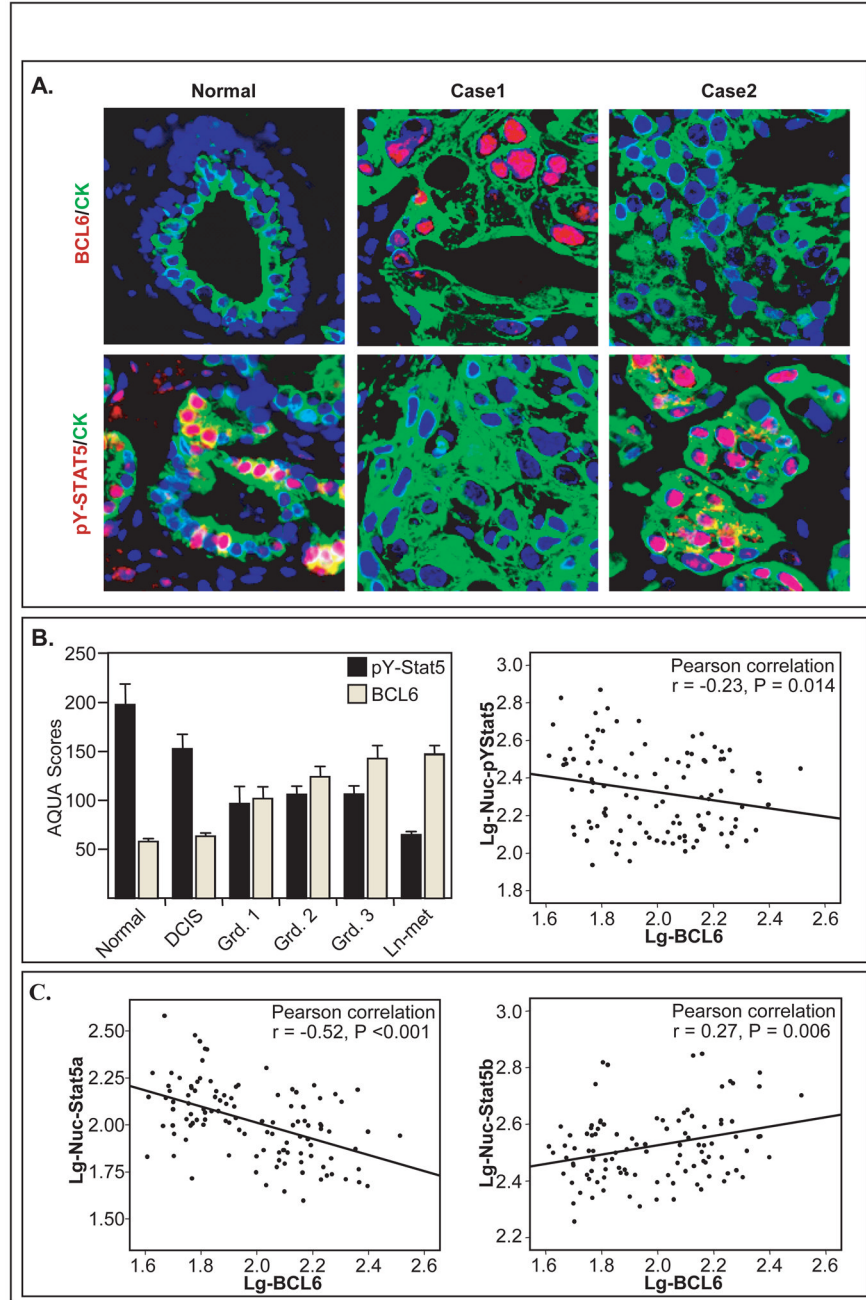 A.
Normal
Case1
Case2
BCL6/CK
pY-STAT5/CK
B.
250
200
150
100
50
AQUA Scores
pY-Stat5
BCL6
Normal
DCIS
Grd. 1
Grd. 2
Grd. 3
Ln-met
Pearson correlation
r = -0.23, P = 0.014
3.0
2.8
2.6
2.4
2.2
2.0
1.8
Lg-Nuc-pYStat5
1.6
1.8
2.0
2.2
2.4
2.6
Lg-BCL6
C.
Pearson correlation
r = -0.52, P <0.001
2.50
2.25
2.00
1.75
1.50
Lg-Nuc-Stat5a
1.6
1.8
2.0
2.2
2.4
2.6
Lg-BCL6
Pearson correlation
r = 0.27, P = 0.006
3.0
2.8
2.6
2.4
2.2
Lg-Nuc-Stat5b
1.6
1.8
2.0
2.2
2.4
2.6
Lg-BCL6